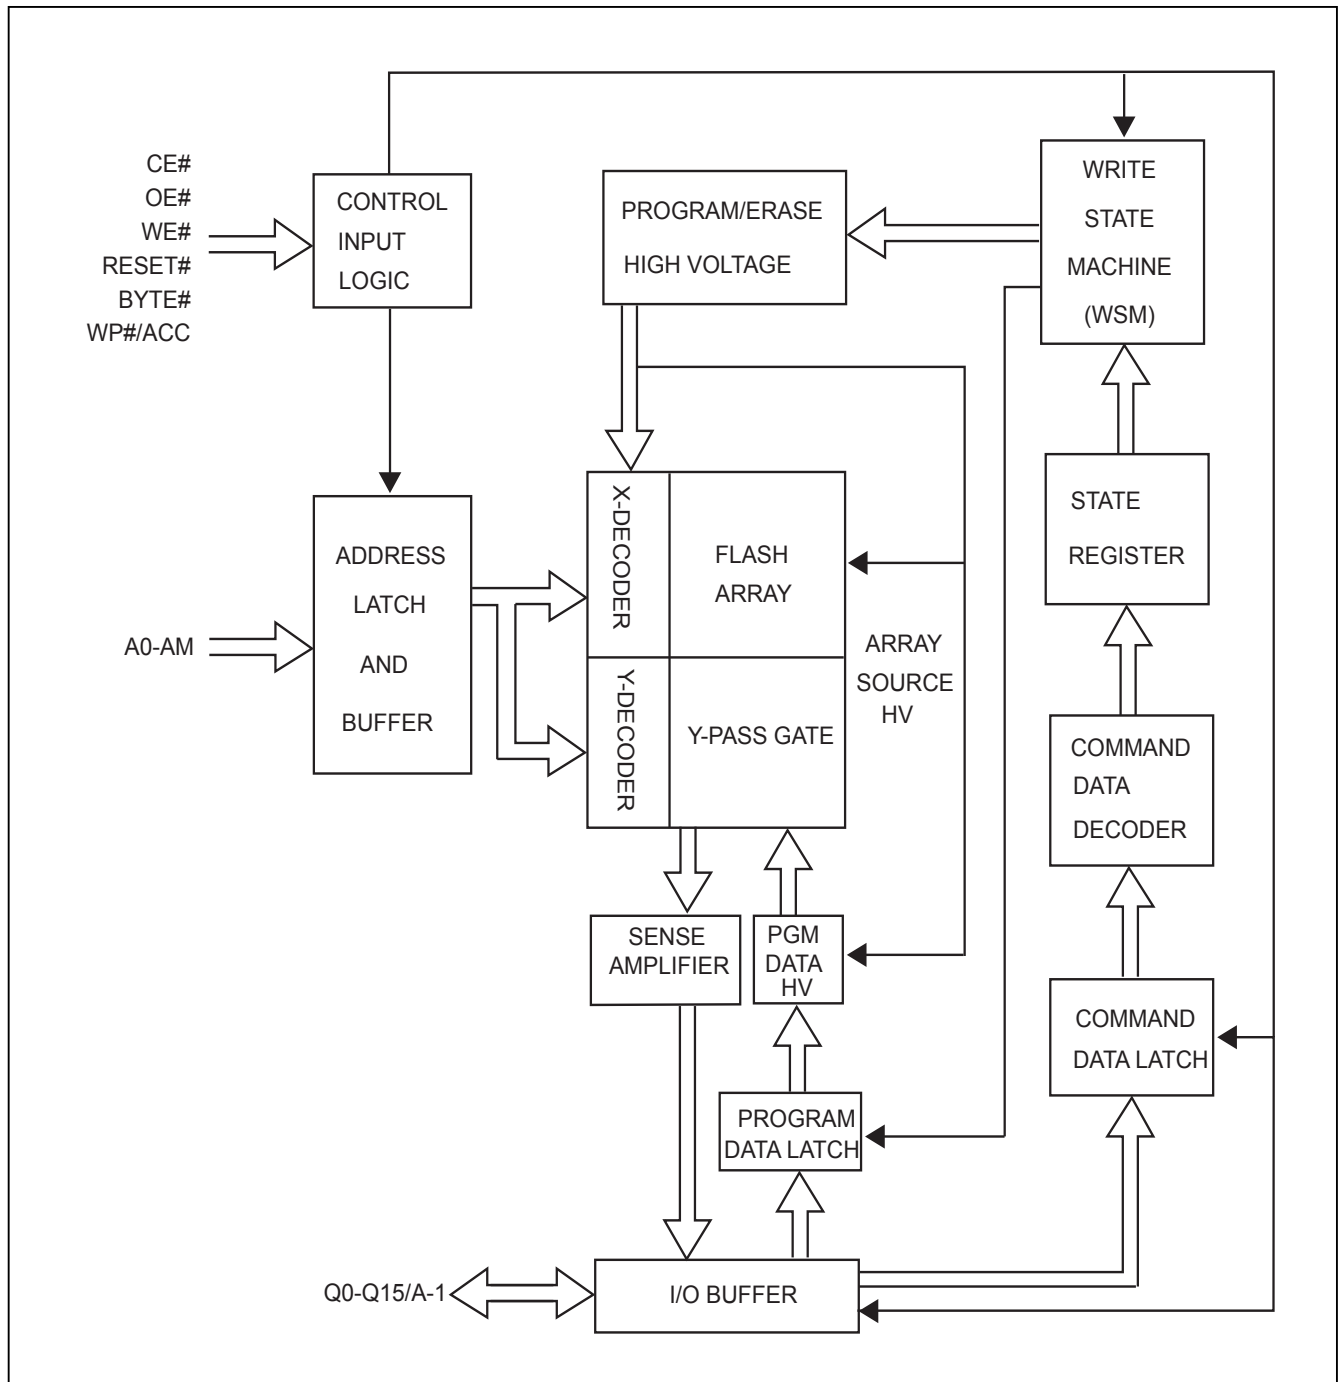 CE#
OE#
WE#
RESET#
BYTE#
WP#/ACC
CONTROL
INPUT
LOGIC
PROGRAM/ERASE
HIGH VOLTAGE
WRITE
STATE
MACHINE
(WSM)
A0-AM
ADDRESS
LATCH
AND
BUFFER
X-DECODER
FLASH
ARRAY
Y-DECODER
Y-PASS GATE
ARRAY
SOURCE
HV
STATE
REGISTER
COMMAND
DATA
DECODER
SENSE
AMPLIFIER
PGM
DATA
HV
COMMAND
DATA LATCH
PROGRAM
DATA LATCH
Q0-Q15/A-1
I/O BUFFER